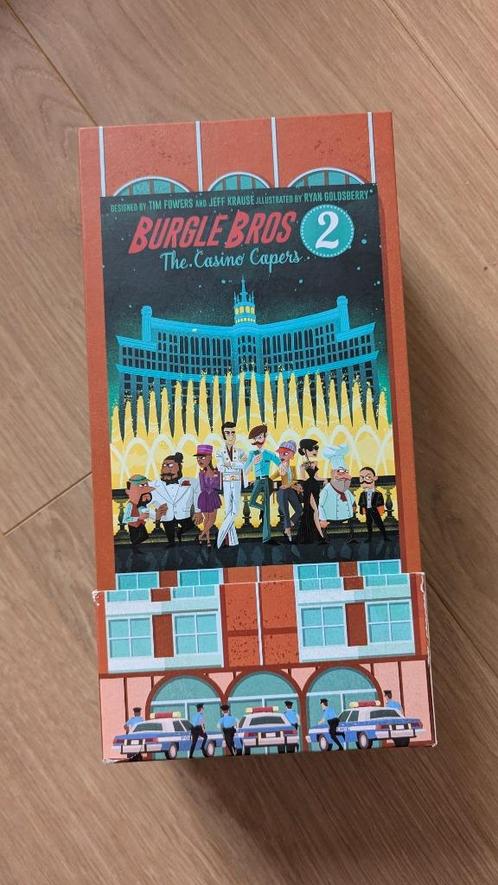 DESIGNED BY TIM FOWERS AND JEFF KRAUSE ILLUSTRATED BY RYAN GOLDSBERRY
BURGLE BROS 2
The Casino Capers